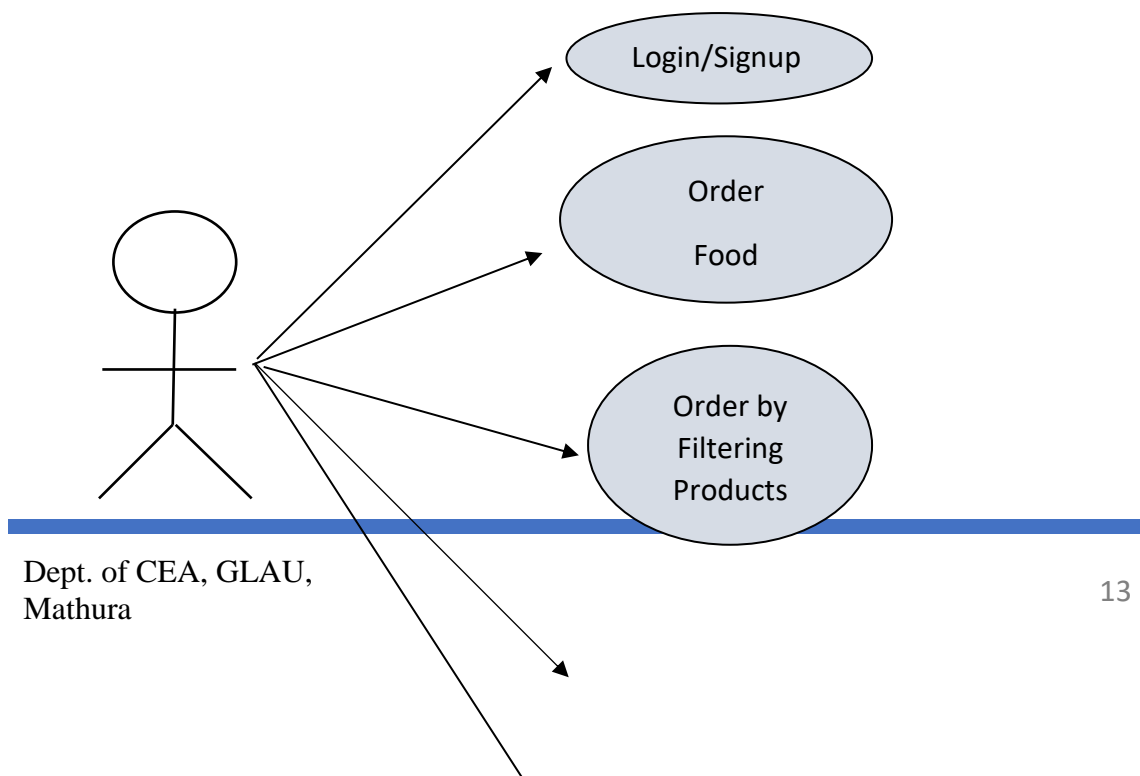 Login/Signup
Order
Food
Order by
Filtering
Products
Dept. of CEA, GLAU,
Mathura
13